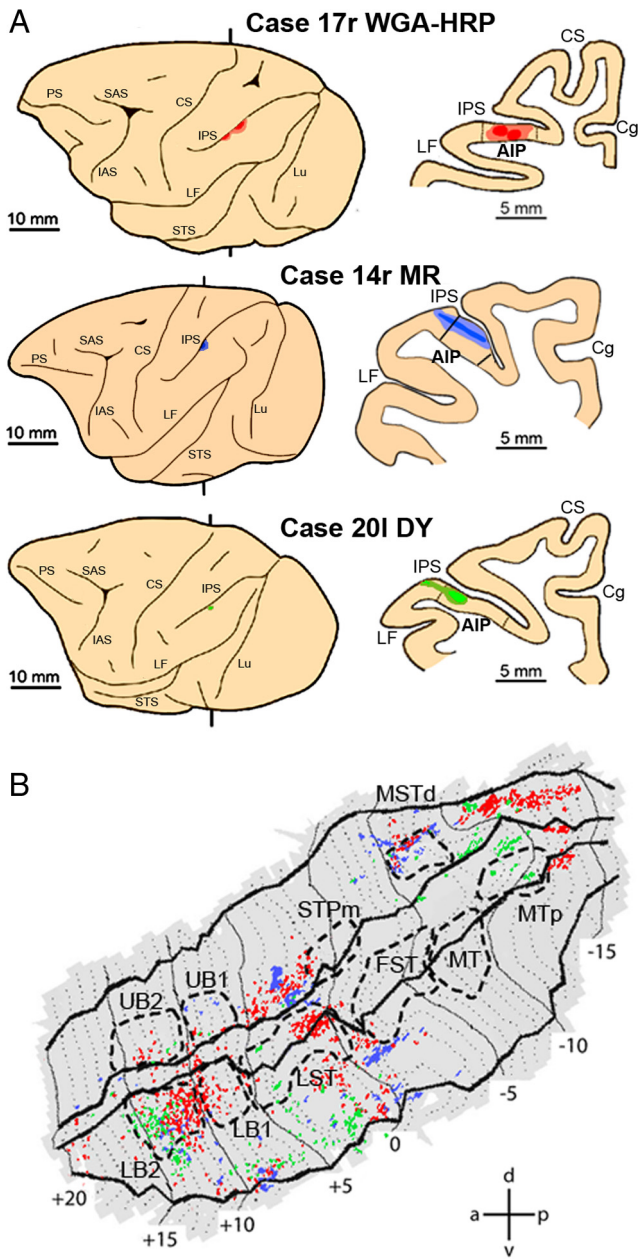 A
Case 17r WGA-HRP
PS
SAS
CS
IPS
IAS
LF
Lu
STS
10 mm
CS
IPS
Cg
LF
AIP
5 mm
Case 14r MR
PS
SAS
CS
IPS
IAS
LF
Lu
STS
10 mm
IPS
AIP
Cg
LF
5 mm
Case 20l DY
PS
SAS
CS
IPS
IAS
LF
Lu
STS
10 mm
CS
IPS
Cg
LF
AIP
5 mm
B
MSTd
STPm
MTp
FST
MT
UB2
UB1
LST
LB1
LB2
-15
-10
-5
0
+5
+10
+15
+20
d
a
p
v